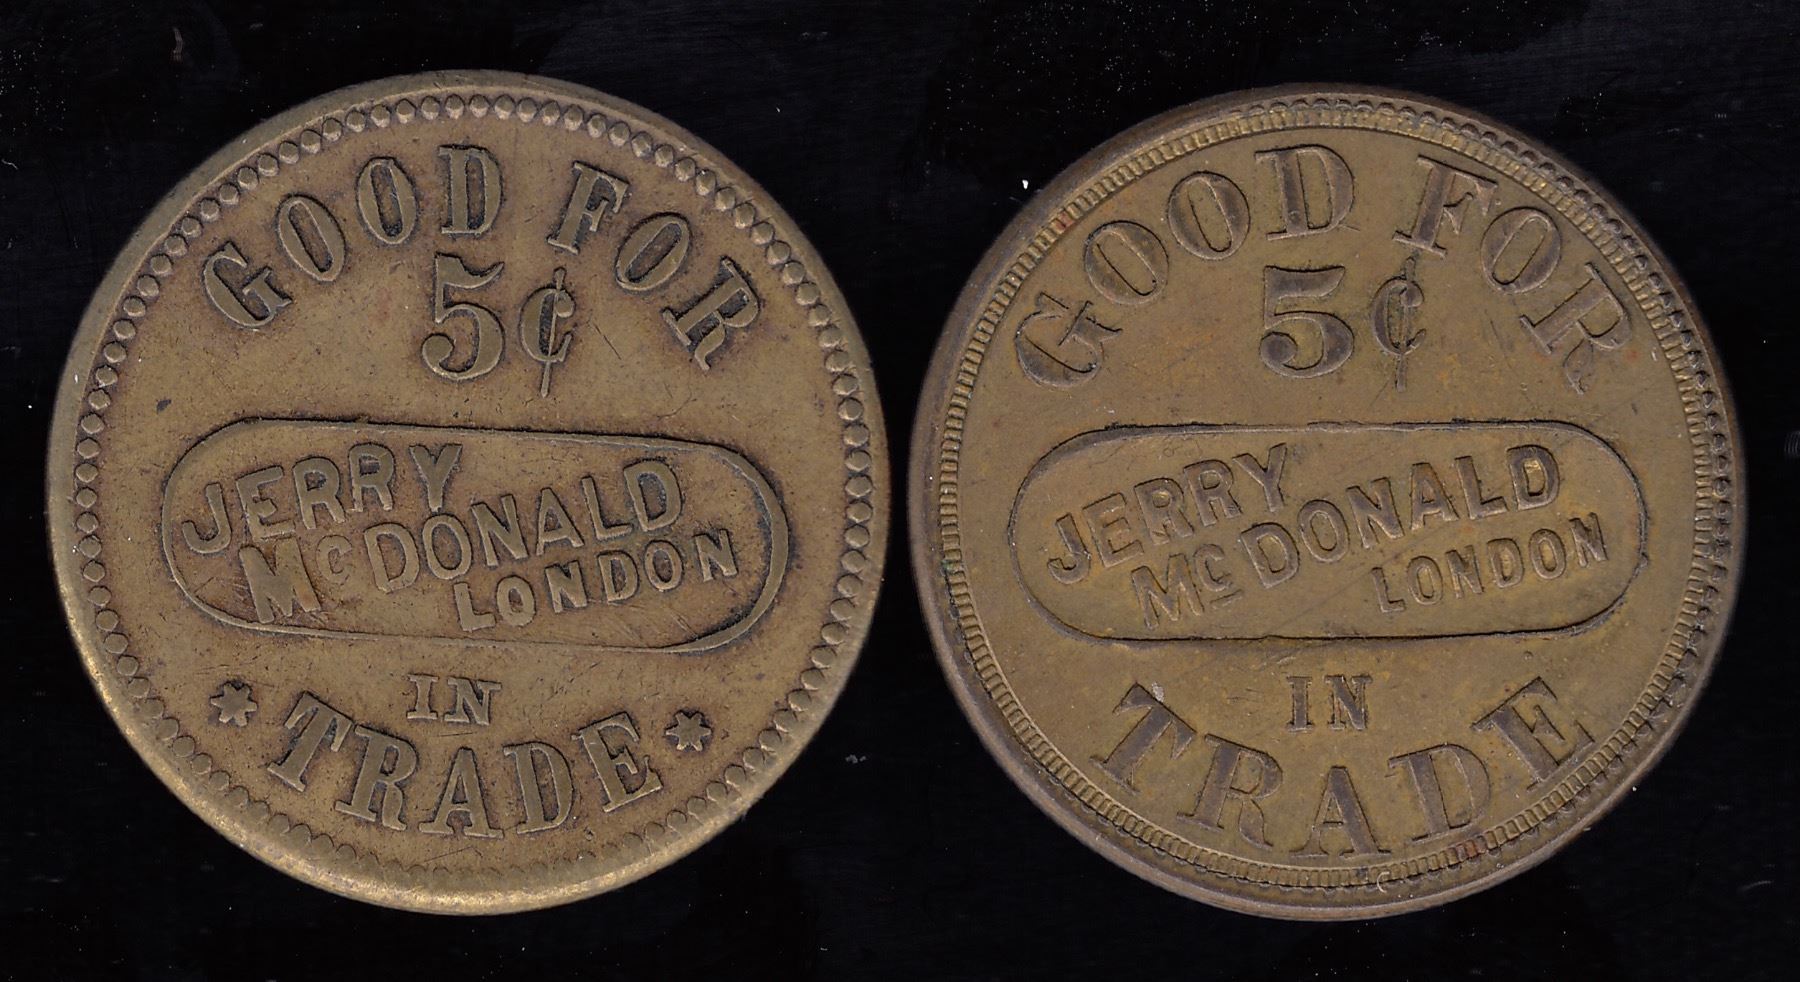 GOOD FOR
5¢
JERRY
McDONALD
LONDON
IN
* TRADE *
GOOD FOR
5¢
JERRY
McDONALD
LONDON
IN
TRADE